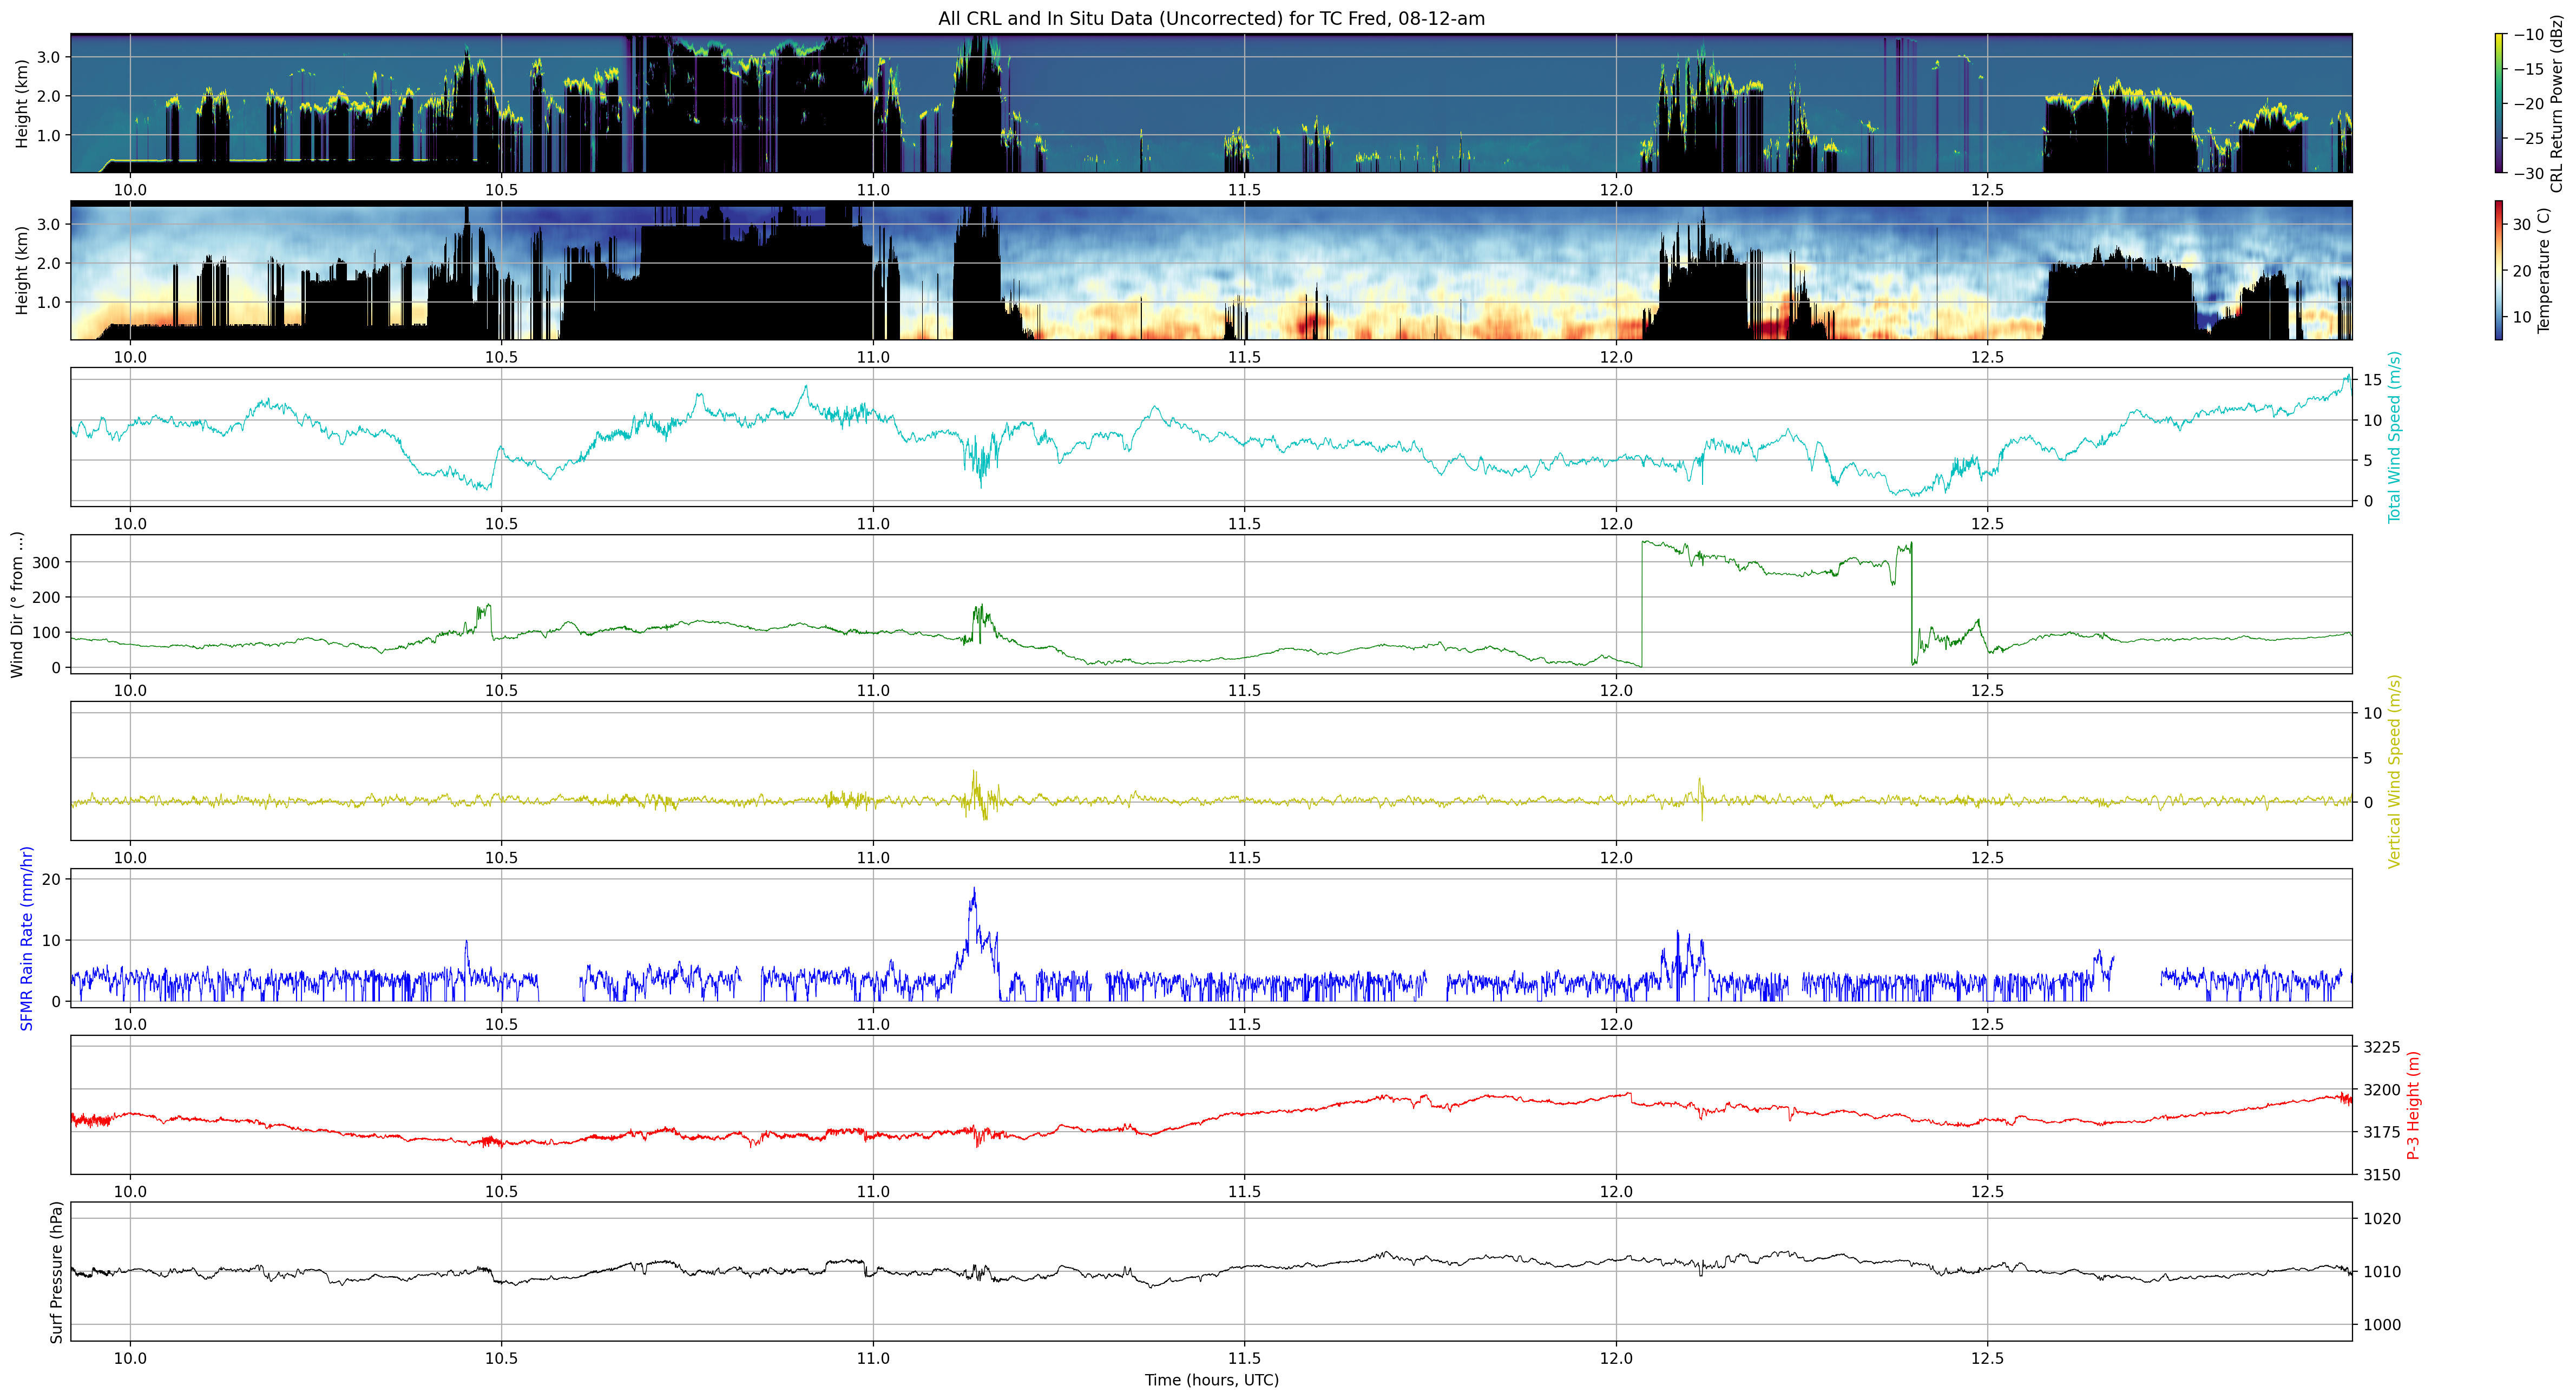 All CRL and In Situ Data (Uncorrected) for TC Fred, 08-12-am
Height (km)
3.0
2.0
1.0
10.0 10.5 11.0 11.5 12.0 12.5
−10
−15
−20
−25
−30
CRL Return Power (dBz)
Height (km)
3.0
2.0
1.0
10.0 10.5 11.0 11.5 12.0 12.5
30
20
10
Temperature ( C)
15
10
5
0
Total Wind Speed (m/s)
10.0 10.5 11.0 11.5 12.0 12.5
Wind Dir (° from ...)
300
200
100
0
10.0 10.5 11.0 11.5 12.0 12.5
10
5
0
Vertical Wind Speed (m/s)
10.0 10.5 11.0 11.5 12.0 12.5
SFMR Rain Rate (mm/hr)
20
10
0
10.0 10.5 11.0 11.5 12.0 12.5
3225
3200
3175
3150
P-3 Height (m)
10.0 10.5 11.0 11.5 12.0 12.5
Surf Pressure (hPa)
1020
1010
1000
10.0 10.5 11.0 11.5 12.0 12.5
Time (hours, UTC)